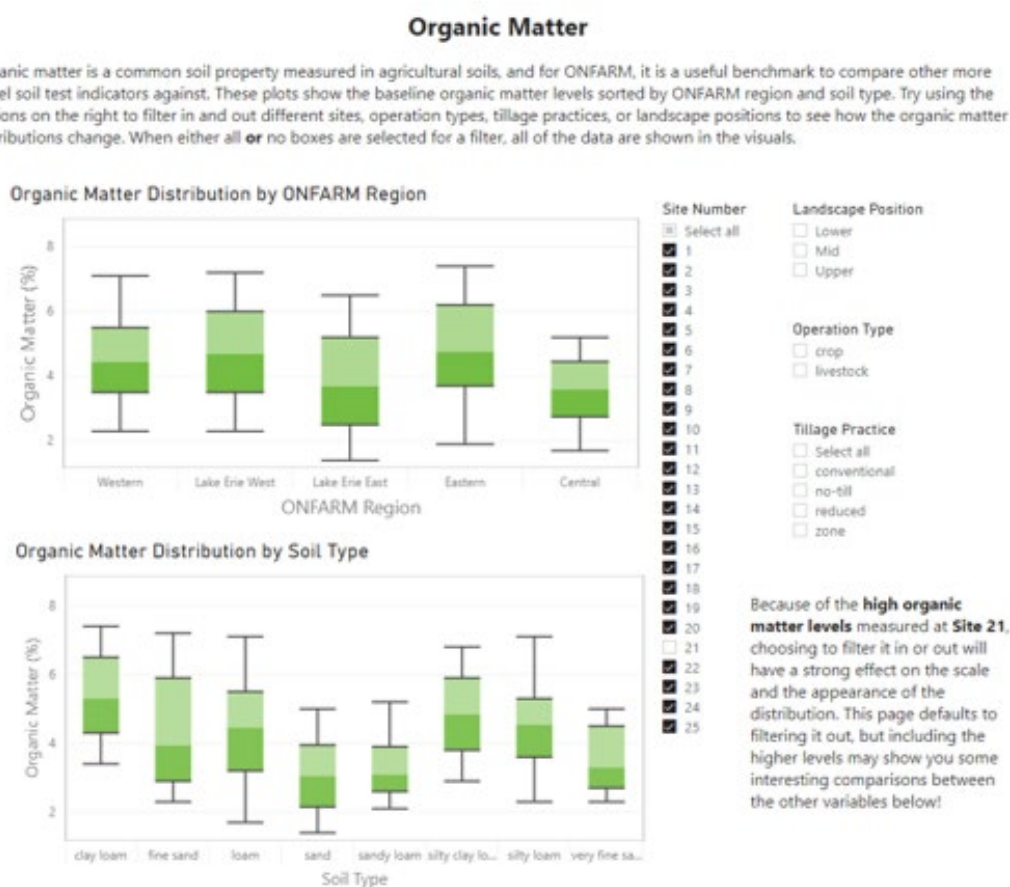 Organic Matter
anic matter is a common soil property measured in agricultural soils, and for ONFARM, it is a useful benchmark to compare other more
el soil test indicators against. These plots show the baseline organic matter levels sorted by ONFARM region and soil type. Try using the
ons on the right to filter in and out different sites, operation types, tillage practices, or landscape positions to see how the organic matter
ributions change. When either all or no boxes are selected for a filter, all of the data are shown in the visuals.
Organic Matter Distribution by ONFARM Region
Organic Matter (%)
8
6
4
2
Western Lake Erie West Lake Erie East Eastern Central
ONFARM Region
Organic Matter Distribution by Soil Type
Organic Matter (%)
8
6
4
2
clay loam fine sand loam sand sandy loam silty clay lo... silty loam very fine sa...
Soil Type
Site Number
Select all
1
2
3
4
5
6
7
8
9
10
11
12
13
14
15
16
17
18
19
20
21
22
23
24
25
Landscape Position
Lower
Mid
Upper
Operation Type
crop
livestock
Tillage Practice
Select all
conventional
no-till
reduced
zone
Because of the high organic
matter levels measured at Site 21,
choosing to filter it in or out will
have a strong effect on the scale
and the appearance of the
distribution. This page defaults to
filtering it out, but including the
higher levels may show you some
interesting comparisons between
the other variables below!